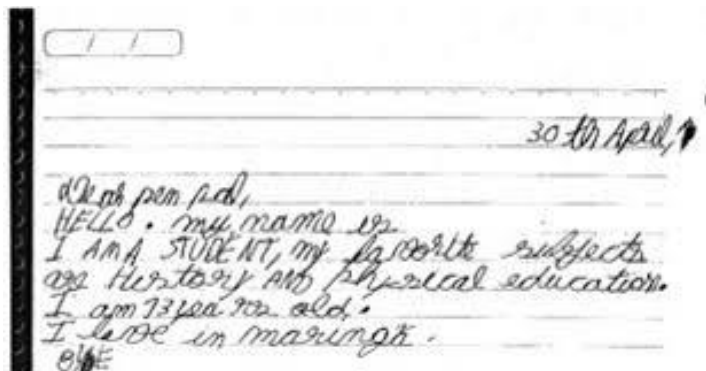 30 th April,
dear pen pal,
HELLO. my name is
I AM A STUDENT, my favorite subjects
are History AND physical education.
I am 13 years old.
I live in maringá.
BYE